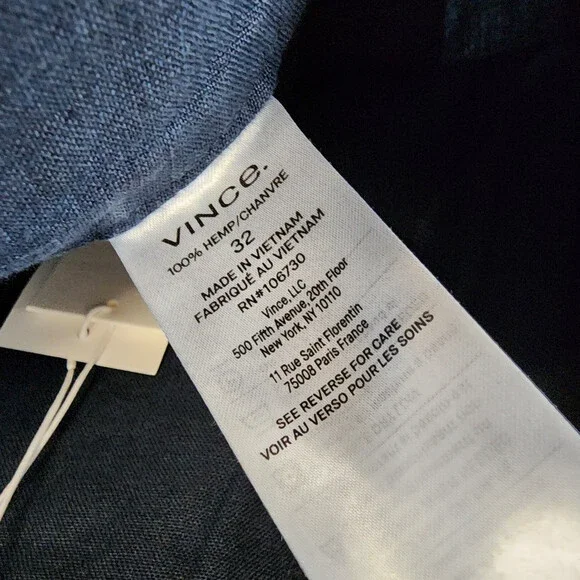 VINCE.
100% HEMP/CHANVRE
32
MADE IN VIETNAM
FABRIQUÉ AU VIETNAM
RN#106730
Vince, LLC
500 Fifth Avenue, 20th Floor
New York, NY 10110
11 Rue Saint Florentin
75008 Paris France
SEE REVERSE FOR CARE
VOIR AU VERSO POUR LES SOINS